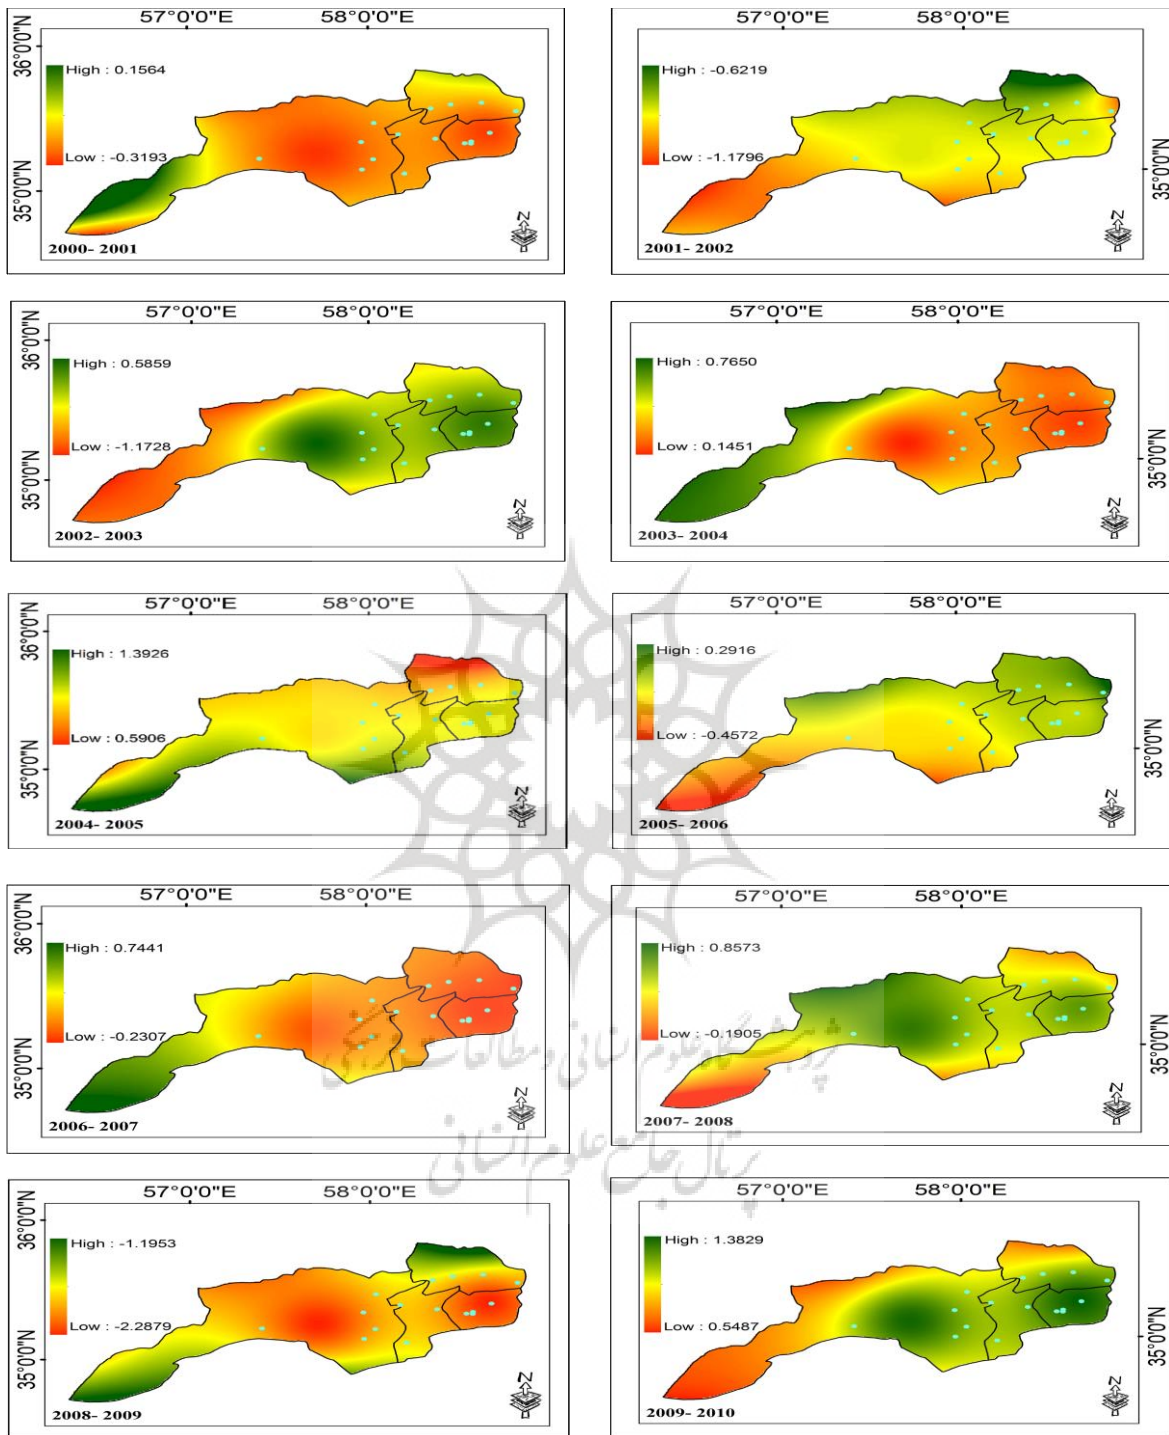 57°0'0"E 58°0'0"E
36°0'0"N
35°0'0"N
High : 0.1564
Low : -0.3193
N
2000- 2001
57°0'0"E 58°0'0"E
35°0'0"N
High : -0.6219
Low : -1.1796
N
2001- 2002
57°0'0"E 58°0'0"E
36°0'0"N
35°0'0"N
High : 0.5859
Low : -1.1728
N
2002- 2003
57°0'0"E 58°0'0"E
35°0'0"N
High : 0.7650
Low : 0.1451
N
2003- 2004
57°0'0"E 58°0'0"E
36°0'0"N
35°0'0"N
High : 1.3926
Low : 0.5906
N
2004- 2005
57°0'0"E 58°0'0"E
35°0'0"N
High : 0.2916
Low : -0.4572
N
2005- 2006
57°0'0"E 58°0'0"E
36°0'0"N
35°0'0"N
High : 0.7441
Low : -0.2307
N
2006- 2007
57°0'0"E 58°0'0"E
35°0'0"N
High : 0.8573
Low : -0.1905
N
2007- 2008
پژوهشگاه علوم انسانی و مطالعات فرهنگی
پرتال جامع علوم انسانی
57°0'0"E 58°0'0"E
36°0'0"N
35°0'0"N
High : -1.1953
Low : -2.2879
N
2008- 2009
57°0'0"E 58°0'0"E
35°0'0"N
High : 1.3829
Low : 0.5487
N
2009- 2010